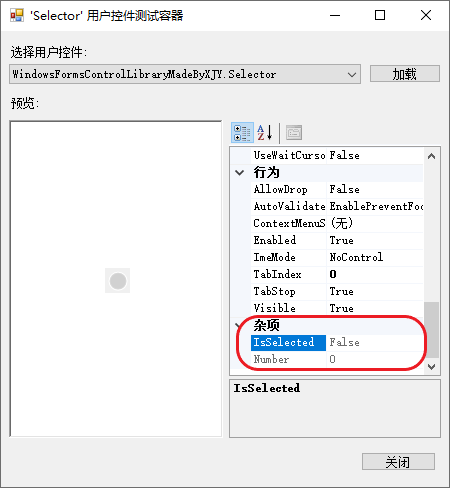 'Selector' 用户控件测试容器
选择用户控件:
WindowsFormsControlLibraryMadeByXJY.Selector
加载
预览:
UseWaitCurso False
行为
AllowDrop False
AutoValidate EnablePreventFoc
ContextMenuS (无)
Enabled True
ImeMode NoControl
TabIndex 0
TabStop True
Visible True
杂项
IsSelected False
Number 0
IsSelected
关闭